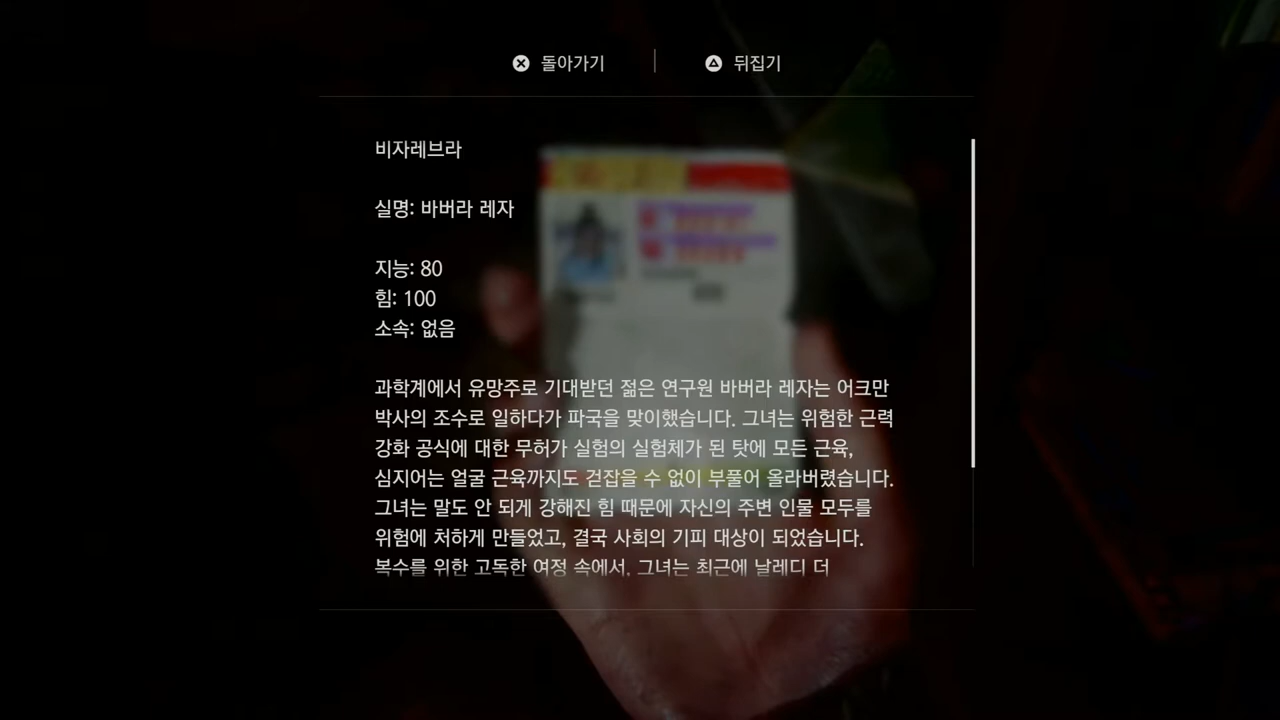 돌아가기
뒤집기
비자레브라
실명: 바버라 레자
지능: 80
힘: 100
소속: 없음
과학계에서 유망주로 기대받던 젊은 연구원 바버라 레자는 어크만
박사의 조수로 일하다가 파국을 맞이했습니다. 그녀는 위험한 근력
강화 공식에 대한 무허가 실험의 실험체가 된 탓에 모든 근육,
심지어는 얼굴 근육까지도 걷잡을 수 없이 부풀어 올라버렸습니다.
그녀는 말도 안 되게 강해진 힘 때문에 자신의 주변 인물 모두를
위험에 처하게 만들었고, 결국 사회의 기피 대상이 되었습니다.
복수를 위한 고독한 여정 속에서, 그녀는 최근에 날레디 더